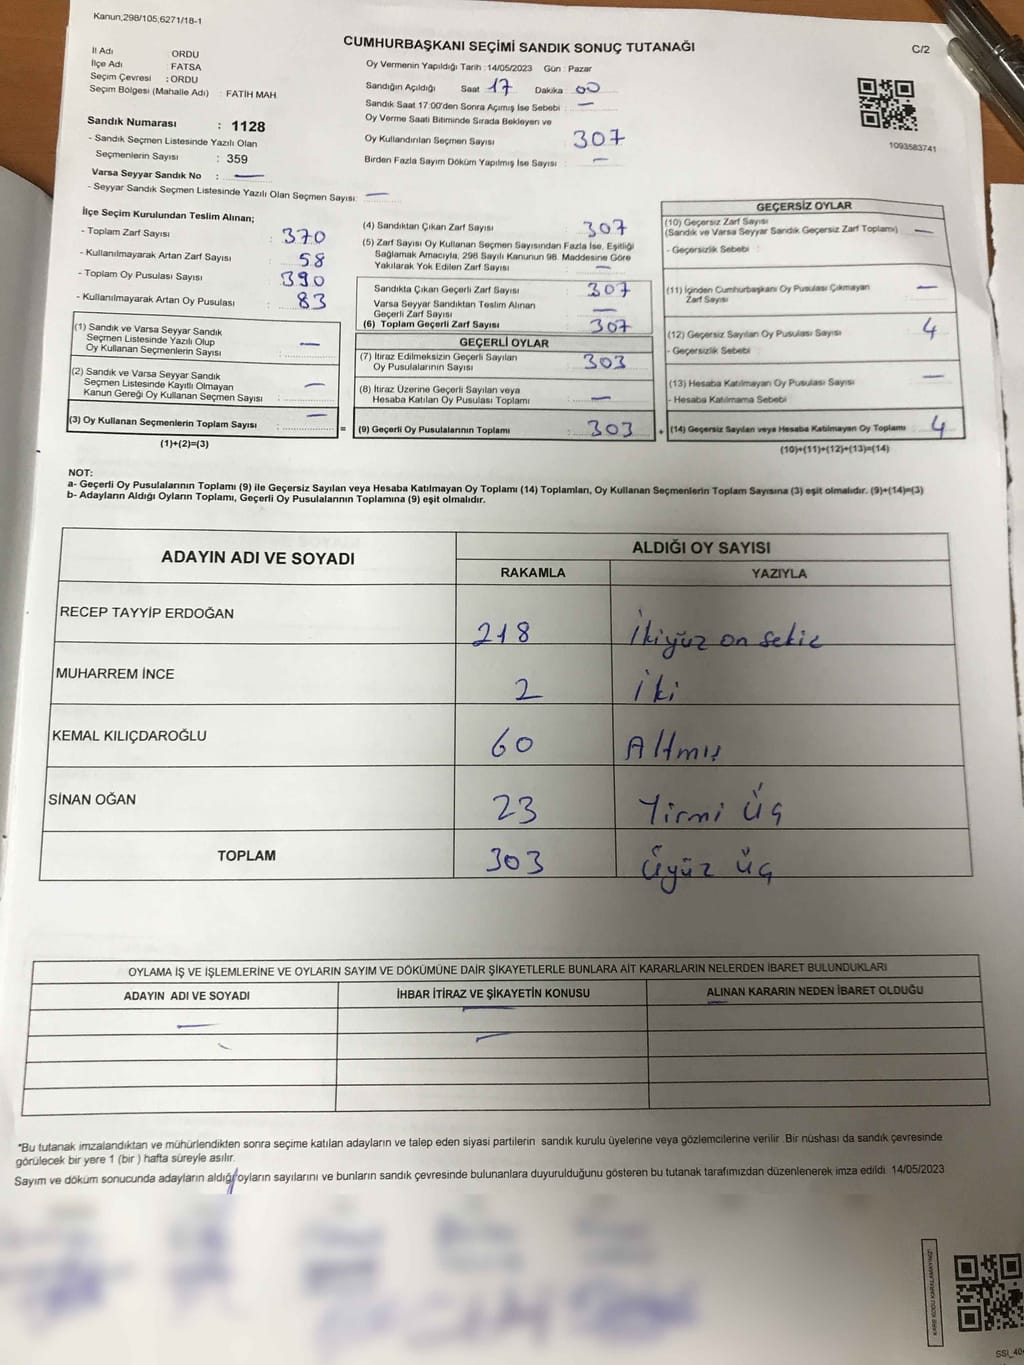 Kanun,298/105,6271/18-1
CUMHURBAŞKANI SEÇİMİ SANDIK SONUÇ TUTANAĞI
C/2
İl Adı ORDU
İlçe Adı : FATSA
Seçim Çevresi : ORDU
Seçim Bölgesi (Mahalle Adı) : FATİH MAH.
Oy Vermenin Yapıldığı Tarih : 14/05/2023 Gün : Pazar
Sandığın Açıldığı Saat 17 Dakika 00
Sandık Saat 17:00'den Sonra Açımış İse Sebebi : —
Oy Verme Saati Bitiminde Sırada Bekleyen ve
Oy Kullandırılan Seçmen Sayısı 307
Birden Fazla Sayım Döküm Yapılmış İse Sayısı : —
1093583741
Sandık Numarası : 1128
- Sandık Seçmen Listesinde Yazılı Olan
Seçmenlerin Sayısı : 359
Varsa Seyyar Sandık No : —
- Seyyar Sandık Seçmen Listesinde Yazılı Olan Seçmen Sayısı: —
İlçe Seçim Kurulundan Teslim Alınan;
- Toplam Zarf Sayısı : 370
- Kullanılmayarak Artan Zarf Sayısı : 58
- Toplam Oy Pusulası Sayısı : 390
- Kullanılmayarak Artan Oy Pusulası : 83
(1) Sandık ve Varsa Seyyar Sandık
Seçmen Listesinde Yazılı Olup
Oy Kullanan Seçmenlerin Sayısı : —
(2) Sandık ve Varsa Seyyar Sandık
Seçmen Listesinde Kayıtlı Olmayan
Kanun Gereği Oy Kullanan Seçmen Sayısı : —
(3) Oy Kullanan Seçmenlerin Toplam Sayısı : —
(1)+(2)=(3)
(4) Sandıktan Çıkan Zarf Sayısı : 307
(5) Zarf Sayısı Oy Kullanan Seçmen Sayısından Fazla İse, Eşitliği
Sağlamak Amacıyla, 298 Sayılı Kanunun 98. Maddesine Göre
Yakılarak Yok Edilen Zarf Sayısı : —
Sandıkla Çıkan Geçerli Zarf Sayısı : 307
Varsa Seyyar Sandıktan Teslim Alınan
Geçerli Zarf Sayısı : —
(6) Toplam Geçerli Zarf Sayısı : 307
GEÇERLİ OYLAR
(7) İtiraz Edilmeksizin Geçerli Sayılan
Oy Pusulalarının Sayısı : 303
(8) İtiraz Üzerine Geçerli Sayılan veya
Hesaba Katılan Oy Pusulası Toplamı : —
= (9) Geçerli Oy Pusulalarının Toplamı : 303
GEÇERSİZ OYLAR
(10) Geçersiz Zarf Sayısı
(Sandık ve Varsa Seyyar Sandık Geçersiz Zarf Toplamı) —
- Geçersizlik Sebebi :
(11) İçinden Cumhurbaşkanı Oy Pusulası Çıkmayan
Zarf Sayısı : —
(12) Geçersiz Sayılan Oy Pusulası Sayısı : 4
- Geçersizlik Sebebi
(13) Hesaba Katılmayan Oy Pusulası Sayısı : —
- Hesaba Katılmama Sebebi
+ (14) Geçersiz Sayılan veya Hesaba Katılmayan Oy Toplamı : 4
(10)+(11)+(12)+(13)=(14)
NOT:
a- Geçerli Oy Pusulalarının Toplamı (9) ile Geçersiz Sayılan veya Hesaba Katılmayan Oy Toplamı (14) Toplamları, Oy Kullanan Seçmenlerin Toplam Sayısına (3) eşit olmalıdır. (9)+(14)=(3)
b- Adayların Aldığı Oyların Toplamı, Geçerli Oy Pusulalarının Toplamına (9) eşit olmalıdır.
ADAYIN ADI VE SOYADI ALDIĞI OY SAYISI
RAKAMLA YAZIYLA
RECEP TAYYİP ERDOĞAN 218 İkiyüz on sekiz
MUHARREM İNCE 2 İki
KEMAL KILIÇDAROĞLU 60 Altmış
SİNAN OĞAN 23 Yirmi Üç
TOPLAM 303 Üçyüz üç
OYLAMA İŞ VE İŞLEMLERİNE VE OYLARIN SAYIM VE DÖKÜMÜNE DAİR ŞİKAYETLERLE BUNLARA AİT KARARLARIN NELERDEN İBARET BULUNDUKLARI
ADAYIN ADI VE SOYADI İHBAR İTİRAZ VE ŞİKAYETİN KONUSU ALINAN KARARIN NEDEN İBARET OLDUĞU
*Bu tutanak imzalandıktan ve mühürlendikten sonra seçime katılan adayların ve talep eden siyasi partilerin sandık kurulu üyelerine veya gözlemcilerine verilir. Bir nüshası da sandık çevresinde
görülecek bir yere 1 (bir ) hafta süreyle asılır.
Sayım ve döküm sonucunda adayların aldığı oyların sayılarını ve bunların sandık çevresinde bulunanlara duyurulduğunu gösteren bu tutanak tarafımızdan düzenlenerek imza edildi. 14/05/2023
KARE KODU KARALAMAYINIZ!